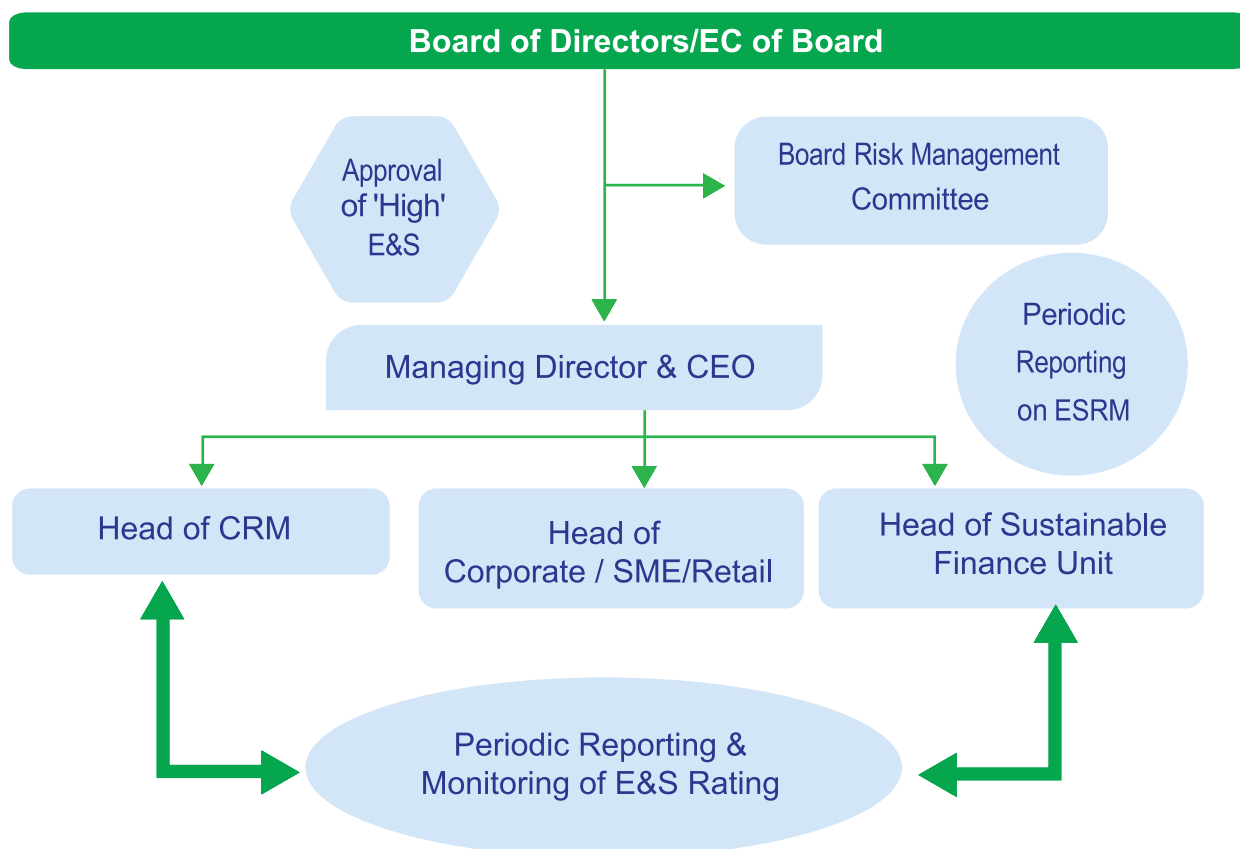 Board of Directors/EC of Board
Approval
of 'High'
E&S
Board Risk Management
Committee
Periodic
Reporting
on ESRM
Managing Director & CEO
Head of CRM
Head of
Corporate / SME/Retail
Head of Sustainable
Finance Unit
Periodic Reporting &
Monitoring of E&S Rating